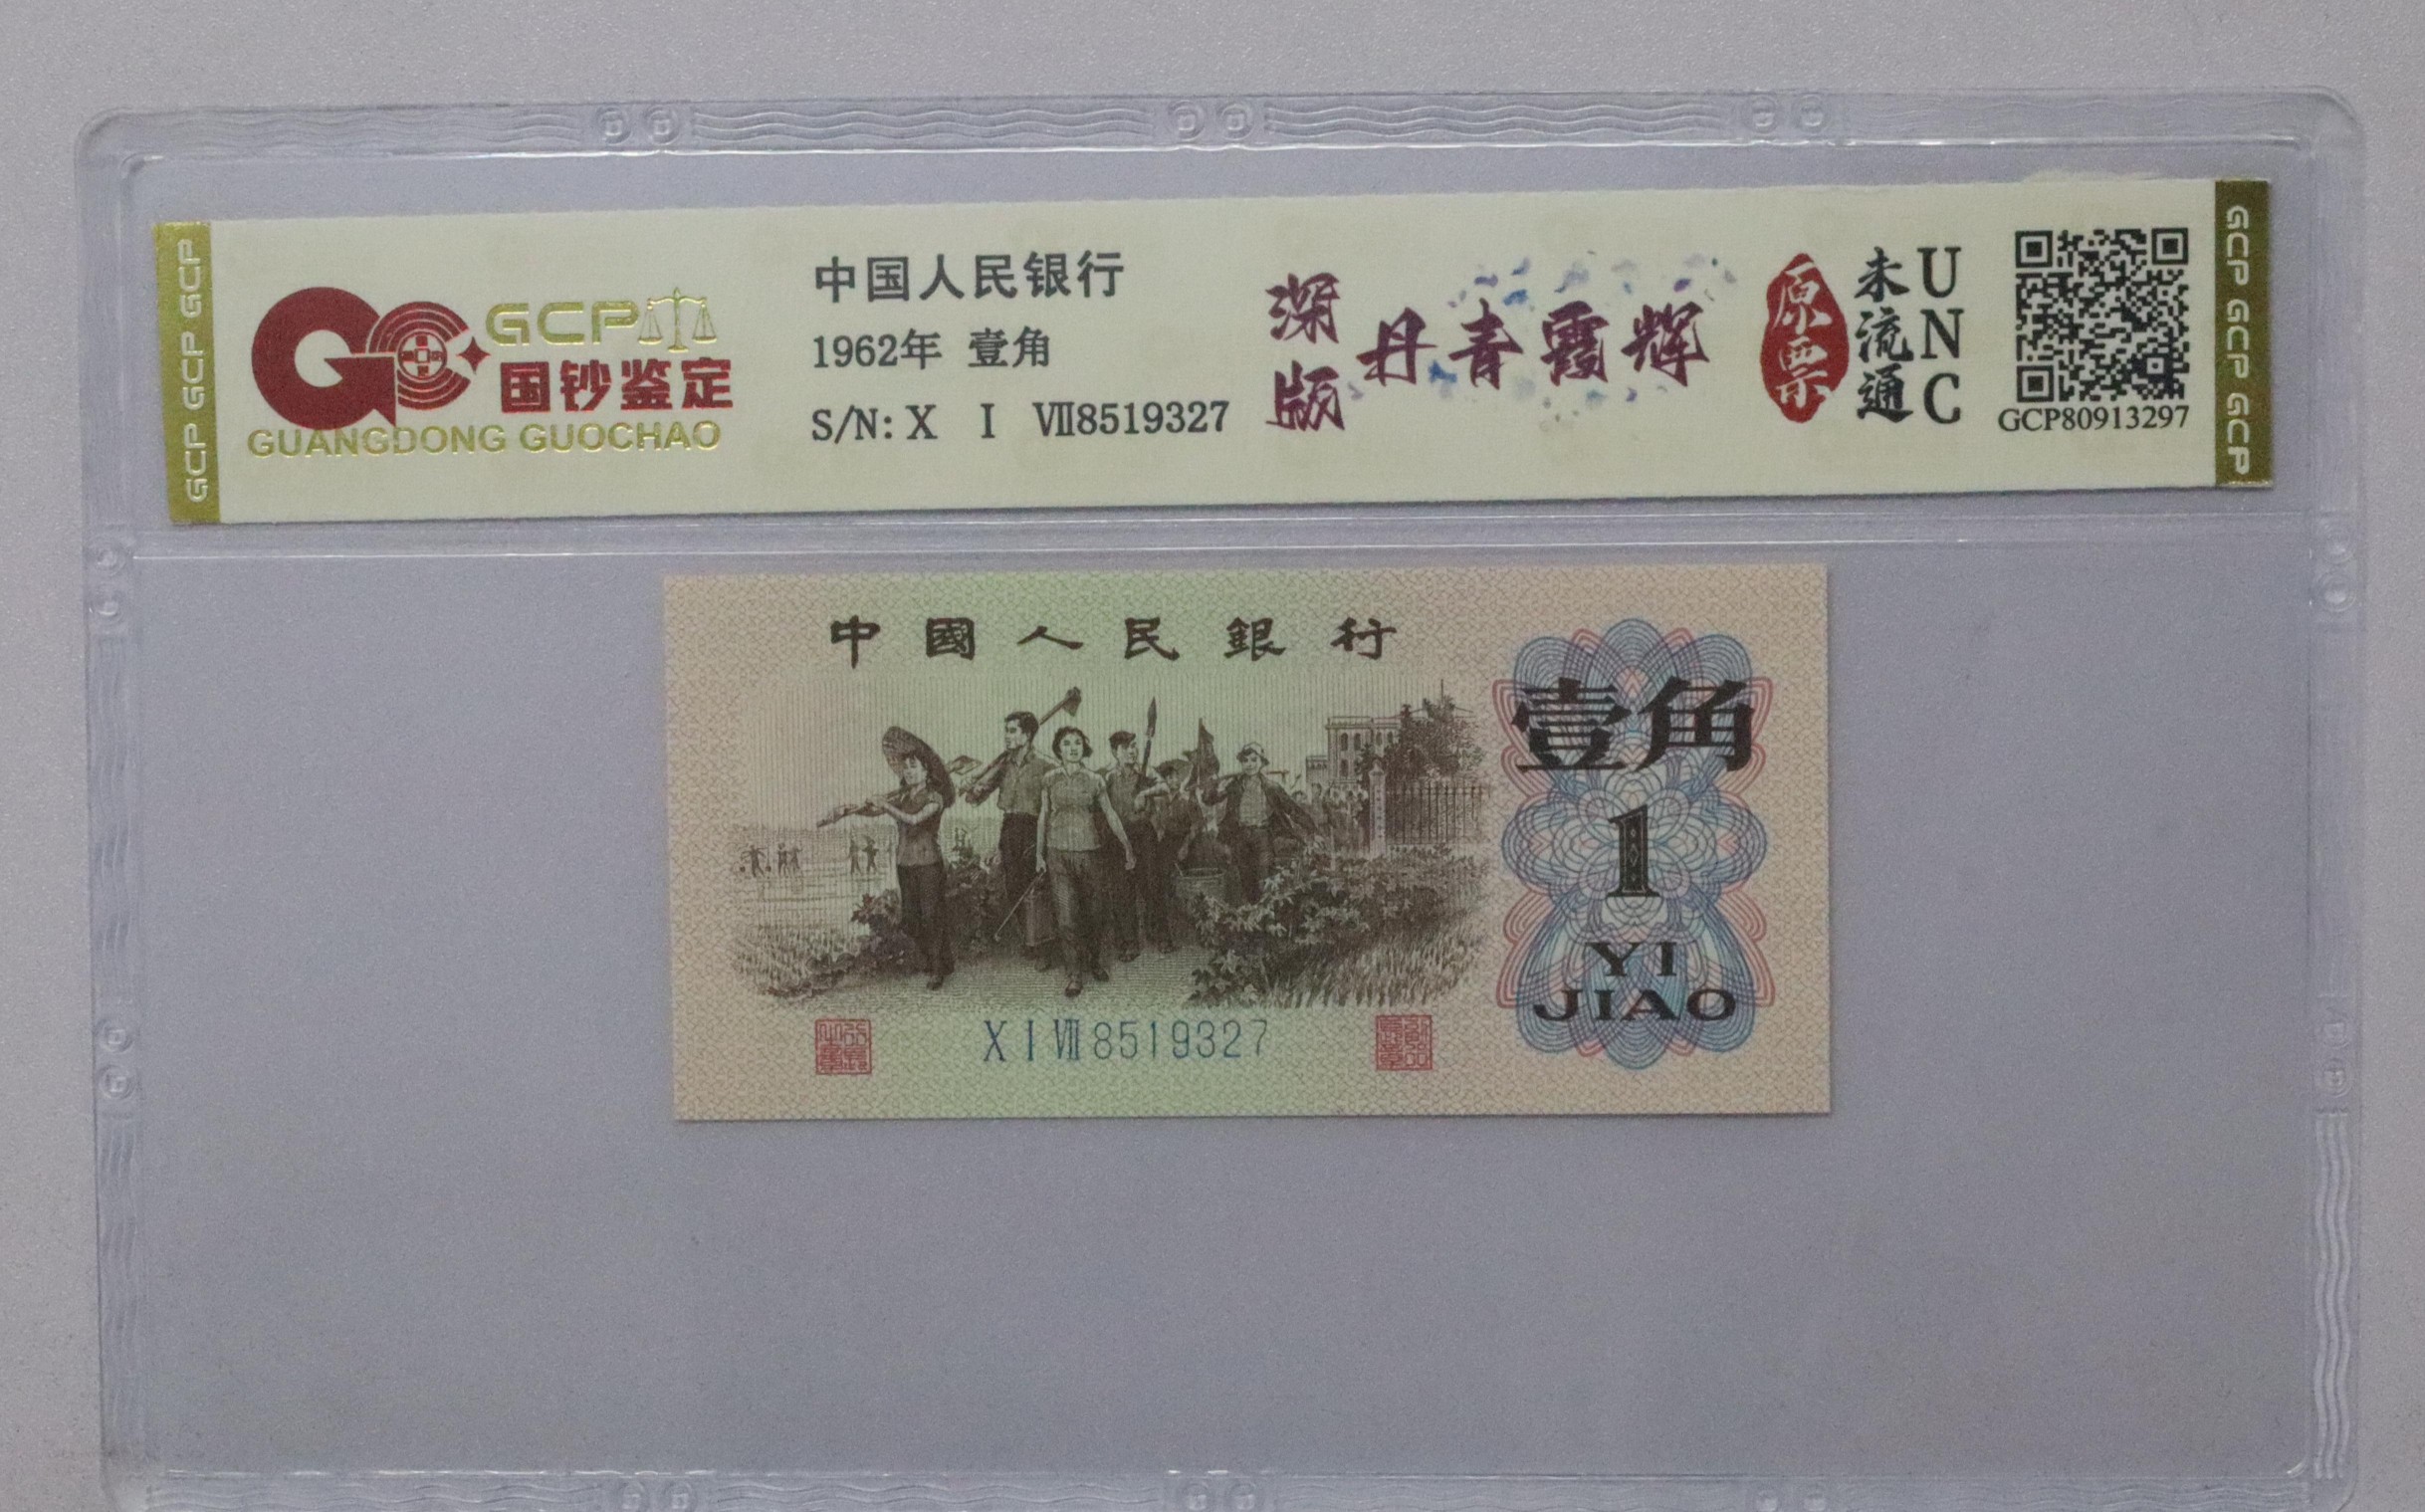 GCP GCP GCP
GCP
国钞鉴定
GUANGDONG GUOCHAO
中国人民银行
1962年 壹角
S/N: X I Ⅶ8519327
深版
丹青霞辉
原票
未流通
UNC
GCP80913297
GCP GCP GCP
中國人民銀行
壹角
1
YI
JIAO
X I Ⅶ 8519327